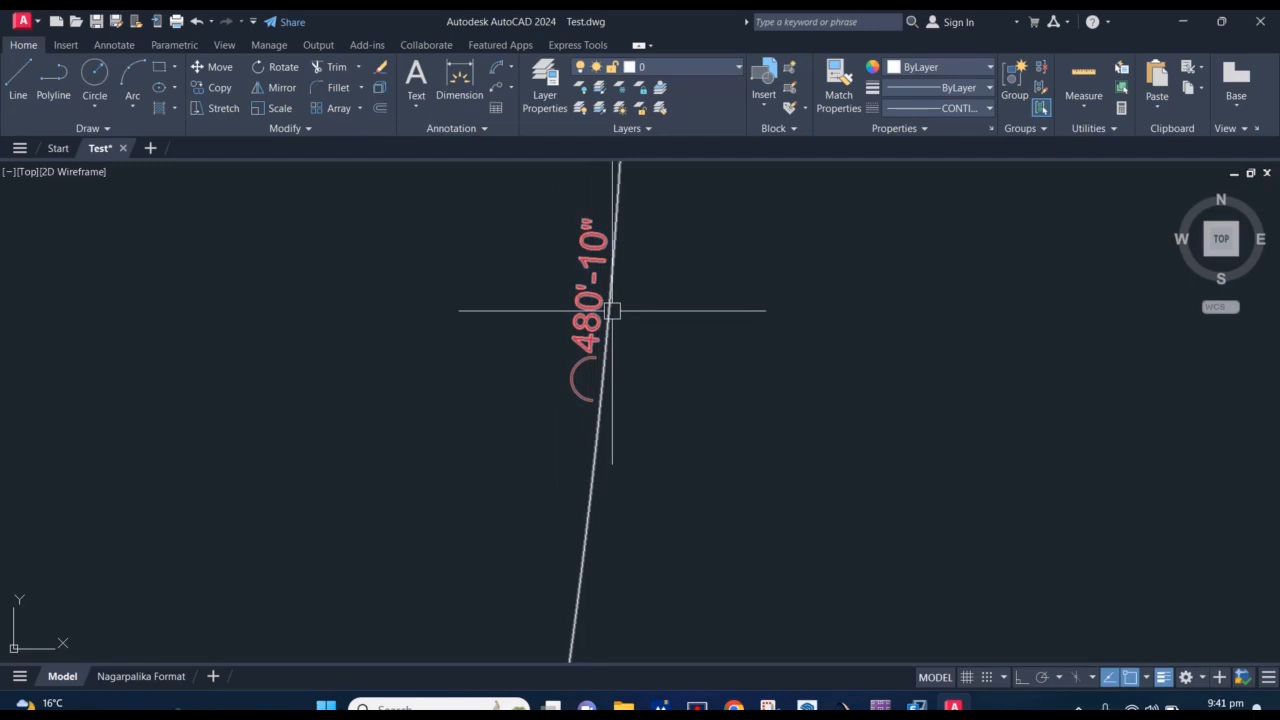 A Share Autodesk AutoCAD 2024 Test.dwg Type a keyword or phrase Sign In ?
Home Insert Annotate Parametric View Manage Output Add-ins Collaborate Featured Apps Express Tools
Move Rotate Trim 0 ByLayer
Line Polyline Circle Arc Copy Mirror Fillet Text Dimension Layer Properties Insert Match Properties ByLayer Group Measure Paste Base
Stretch Scale Array CONTI...
Draw Modify Annotation Layers Block Properties Groups Utilities Clipboard View
Start Test*
[−][Top][2D Wireframe]
N
W TOP E
S
WCS
480'-10"
Y
X
Model Nagarpalika Format MODEL
16°C Search 9:41 pm